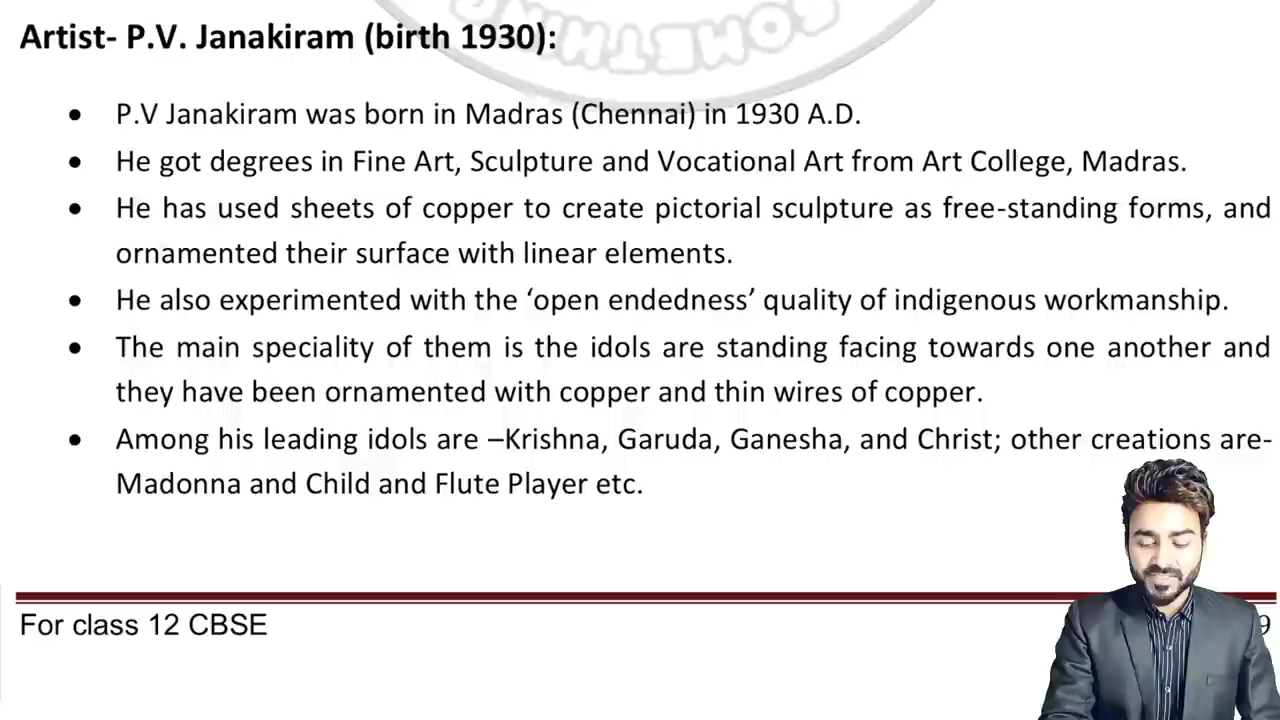 SOMETHING
Artist- P.V. Janakiram (birth 1930):
• P.V Janakiram was born in Madras (Chennai) in 1930 A.D.
• He got degrees in Fine Art, Sculpture and Vocational Art from Art College, Madras.
• He has used sheets of copper to create pictorial sculpture as free-standing forms, and
ornamented their surface with linear elements.
• He also experimented with the ‘open endedness’ quality of indigenous workmanship.
• The main speciality of them is the idols are standing facing towards one another and
they have been ornamented with copper and thin wires of copper.
• Among his leading idols are –Krishna, Garuda, Ganesha, and Christ; other creations are-
Madonna and Child and Flute Player etc.
For class 12 CBSE
9